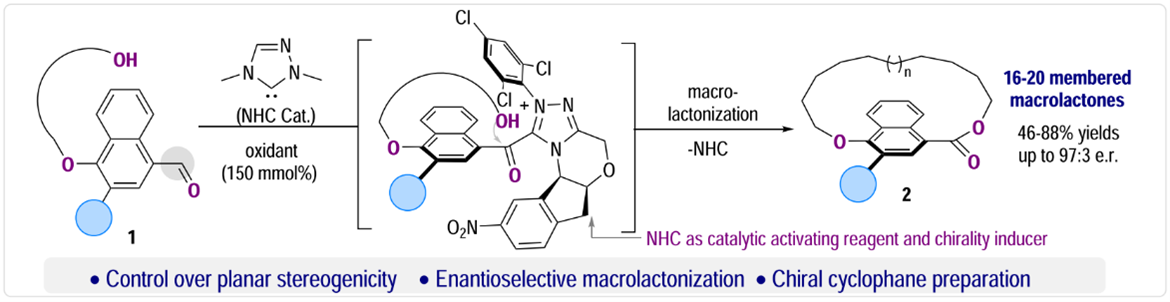 OH
O
O
1
N
N
N
(NHC Cat.)
oxidant
(150 mmol%)
Cl
Cl
Cl
OH
O
O
N
+
N
N
O
O₂N
macro-
lactonization
-NHC
NHC as catalytic activating reagent and chirality inducer
( )n
O
O
O
2
16-20 membered
macrolactones
46-88% yields
up to 97:3 e.r.
• Control over planar stereogenicity • Enantioselective macrolactonization • Chiral cyclophane preparation